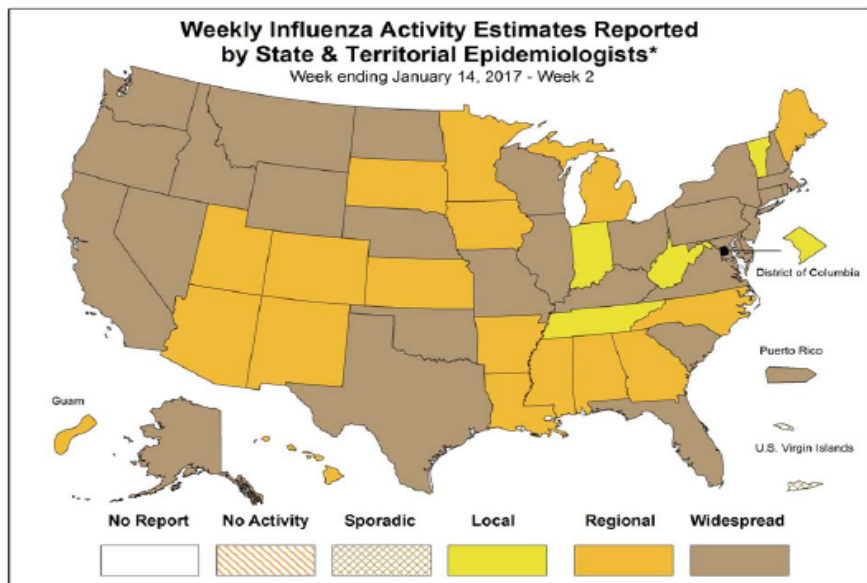 Weekly Influenza Activity Estimates Reported
by State & Territorial Epidemiologists*
Week ending January 14, 2017 - Week 2
District of Columbia
Puerto Rico
Guam
U.S. Virgin Islands
No Report
No Activity
Sporadic
Local
Regional
Widespread